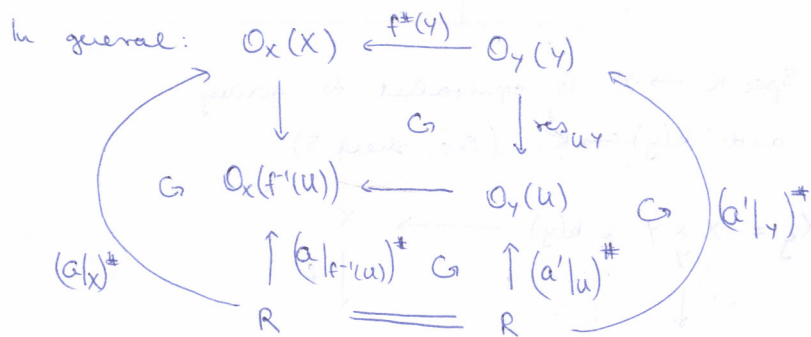 In general: O_X(X) ← f^#(Y) O_Y(Y)
↓ G ↓ res_{UY}
G O_X(f^{-1}(U)) ← O_Y(U) G (a'|_Y)^#
(a|_X)^# ↑ (a|_{f^{-1}(U)})^# G ↑ (a'|_U)^#
R = R